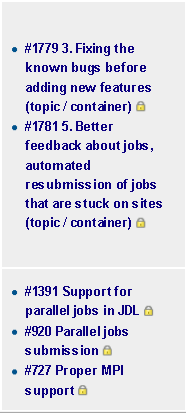 #1779 3. Fixing the
known bugs before
adding new features
(topic / container)
#1781 5. Better
feedback about jobs,
automated
resubmission of jobs
that are stuck on sites
(topic / container)
#1391 Support for
parallel jobs in JDL
#920 Parallel jobs
submission
#727 Proper MPI
support